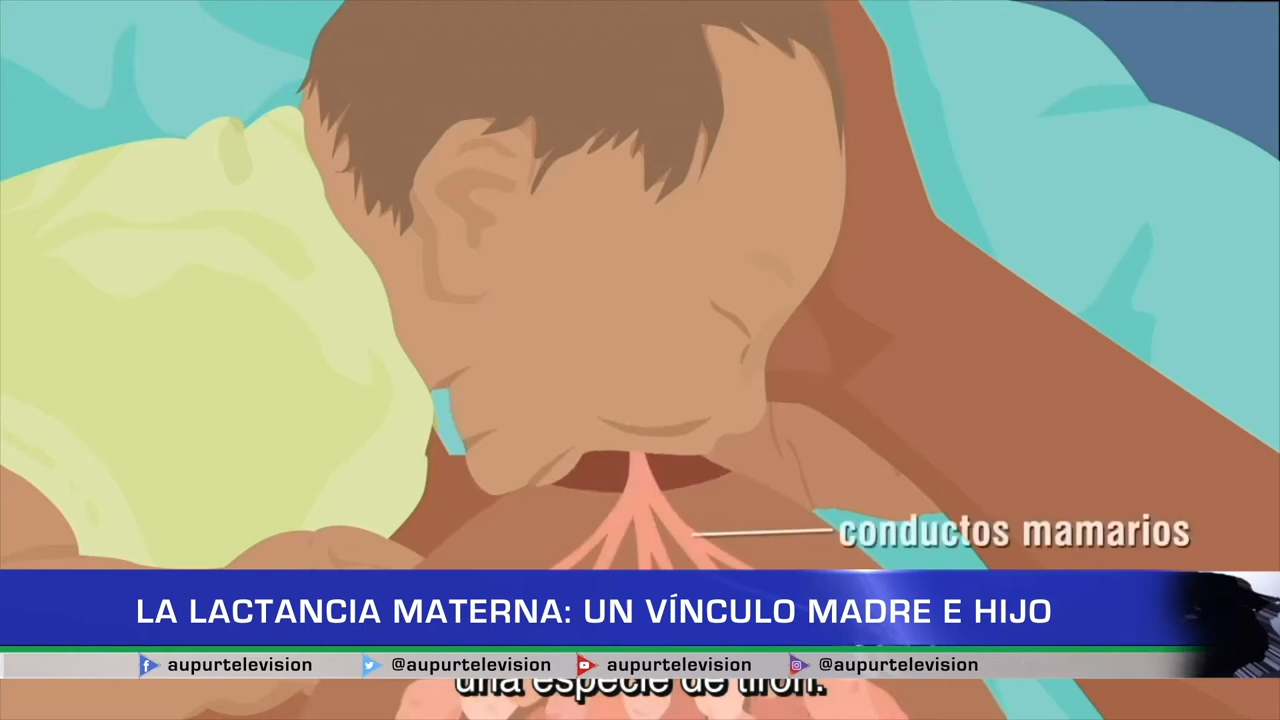 conductos mamarios
LA LACTANCIA MATERNA: UN VÍNCULO MADRE E HIJO
aupurtelevision @aupurtelevision aupurtelevision @aupurtelevision
una especie de tirón.